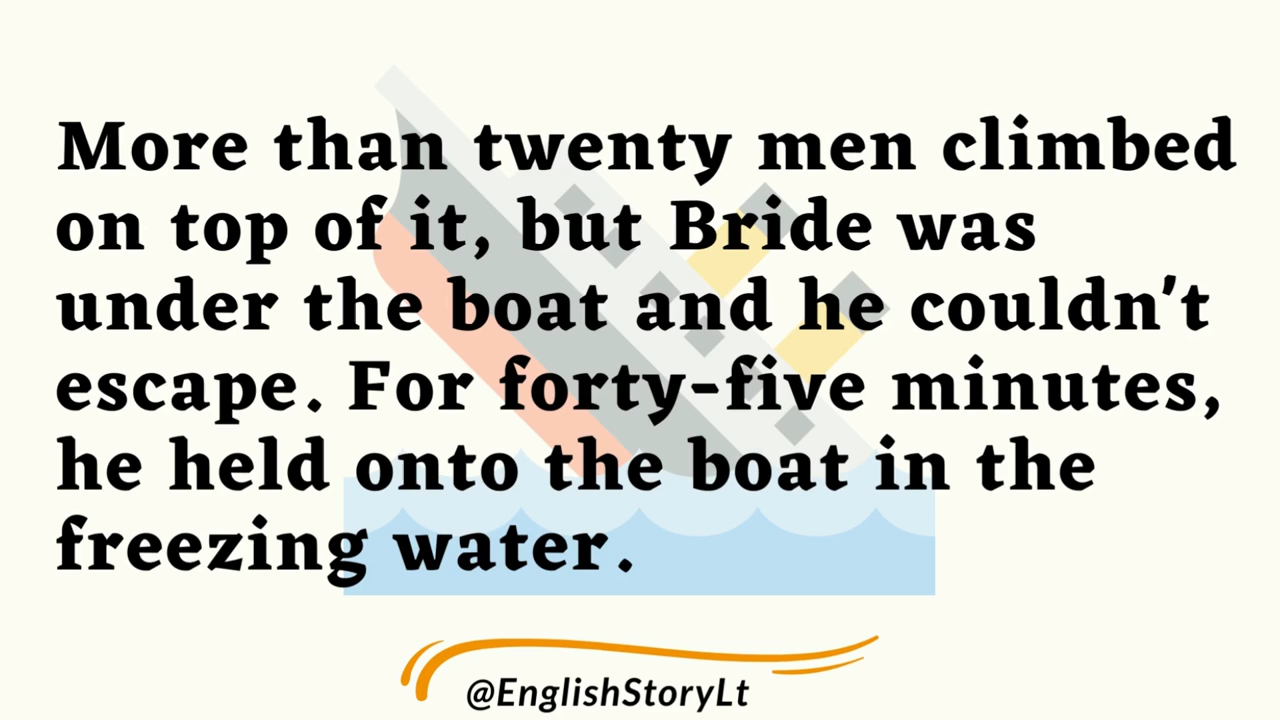 More than twenty men climbed
on top of it, but Bride was
under the boat and he couldn't
escape. For forty-five minutes,
he held onto the boat in the
freezing water.
@EnglishStoryLt